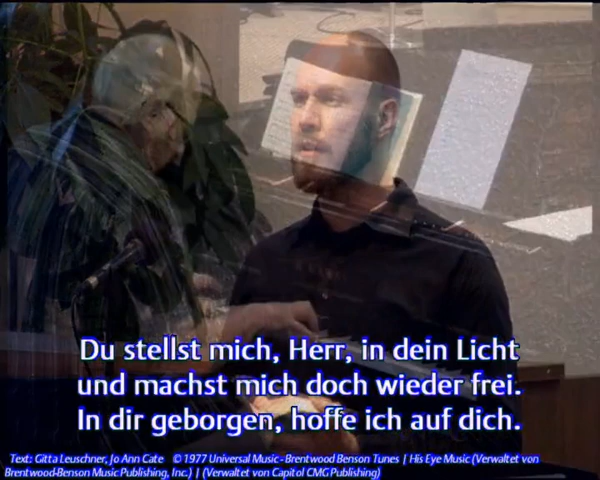 Du stellst mich, Herr, in dein Licht
und machst mich doch wieder frei.
In dir geborgen, hoffe ich auf dich.
Text: Gitta Leuschner, Jo Ann Cate © 1977 Universal Music - Brentwood Benson Tunes | His Eye Music (Verwaltet von
Brentwood-Benson Music Publishing, Inc.) | (Verwaltet von Capitol CMG Publishing)